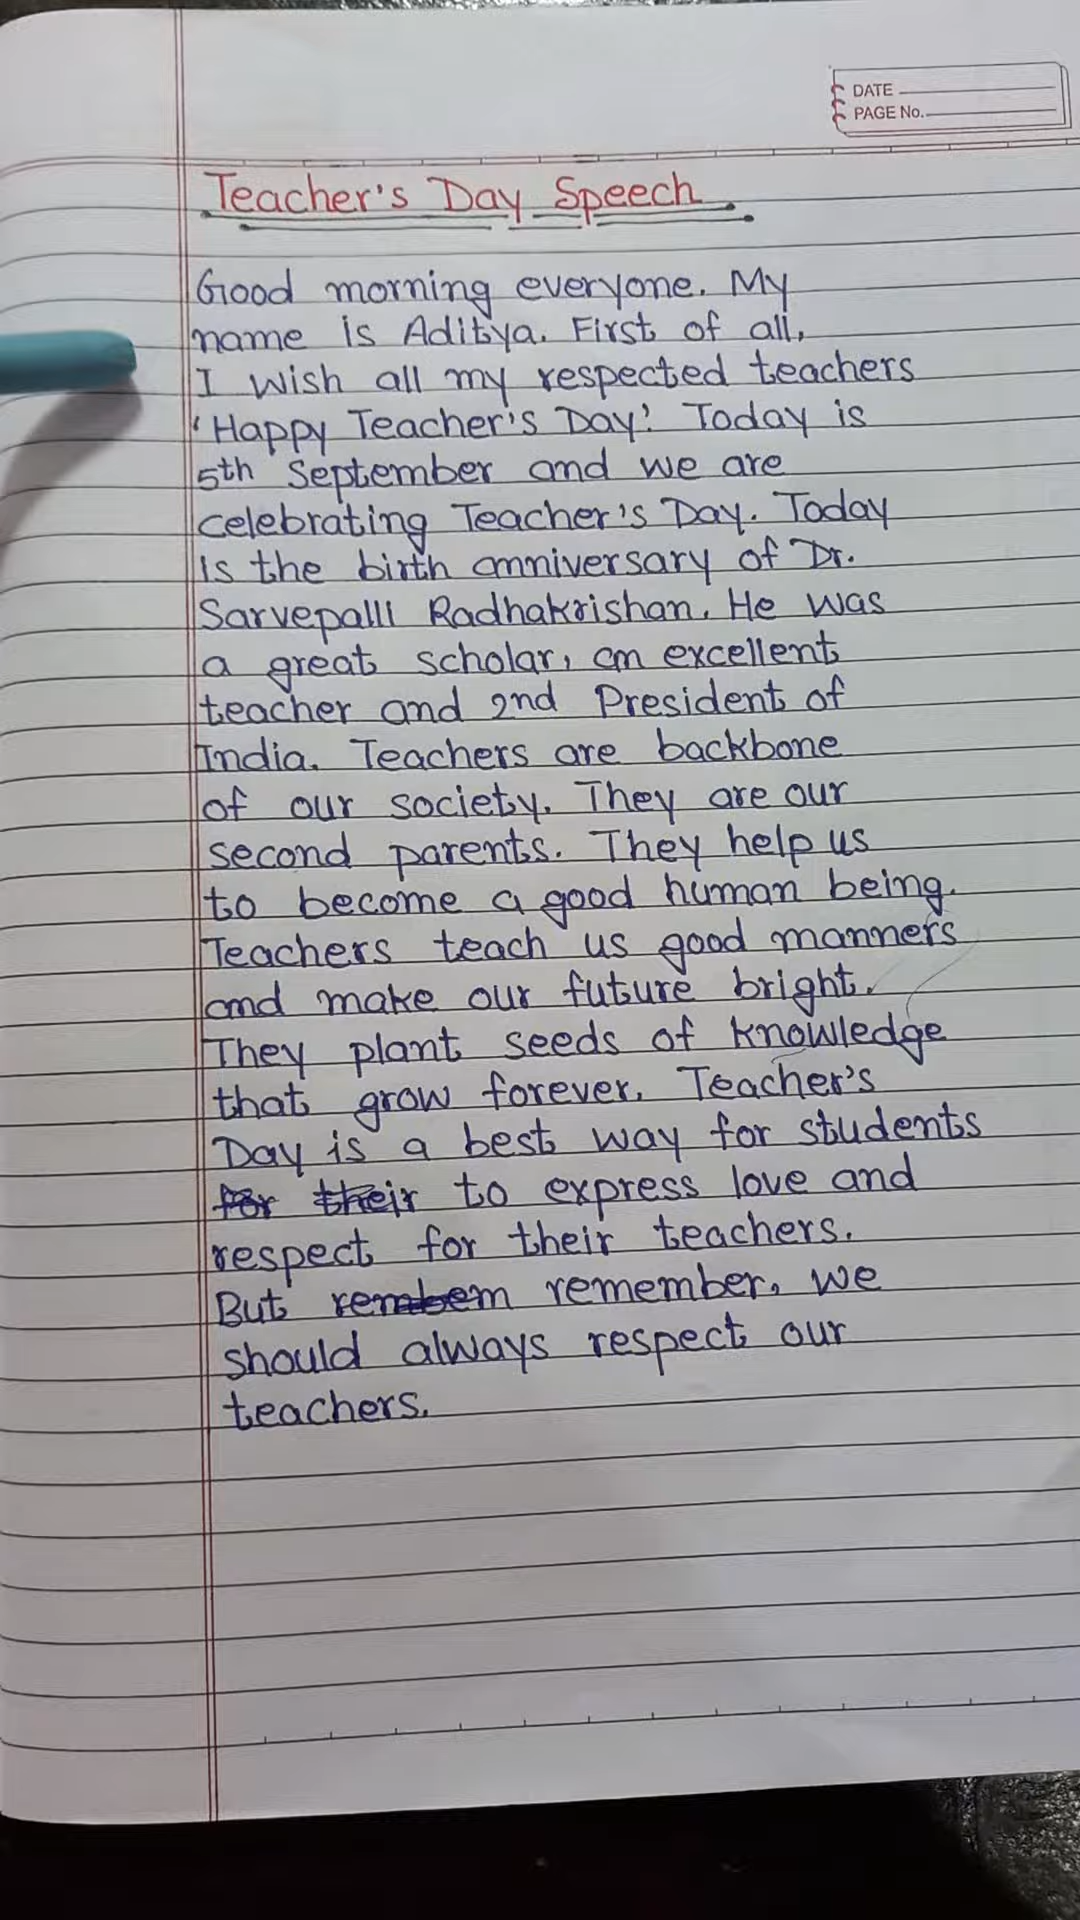 DATE
PAGE No.
Teacher's Day Speech
Good morning everyone. My
name is Aditya. First of all,
I wish all my respected teachers
'Happy Teacher's Day'. Today is
5th September and we are
celebrating Teacher's Day. Today
is the birth anniversary of Dr.
Sarvepalli Radhakrishan. He was
a great scholar, an excellent
teacher and 2nd President of
India. Teachers are backbone
of our society. They are our
second parents. They help us
to become a good human being.
Teachers teach us good manners
and make our future bright.
They plant seeds of knowledge
that grow forever. Teacher's
Day is a best way for students
for their to express love and
respect for their teachers.
But remember, we
should always respect our
teachers.